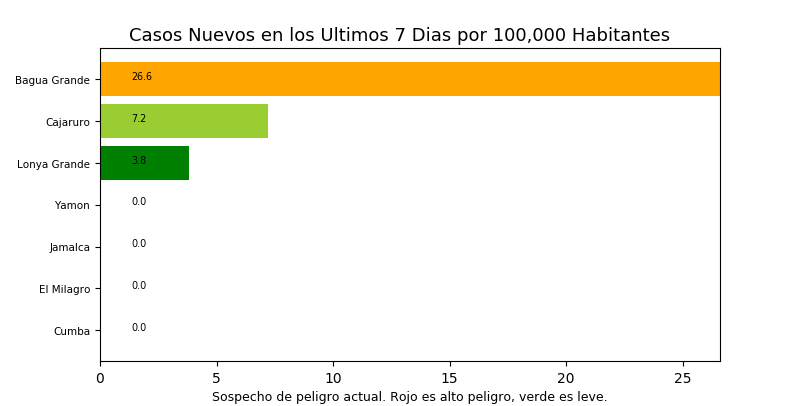 Casos Nuevos en los Ultimos 7 Dias por 100,000 Habitantes
Bagua Grande 26.6
Cajaruro 7.2
Lonya Grande 3.8
Yamon 0.0
Jamalca 0.0
El Milagro 0.0
Cumba 0.0
0 5 10 15 20 25
Sospecho de peligro actual. Rojo es alto peligro, verde es leve.